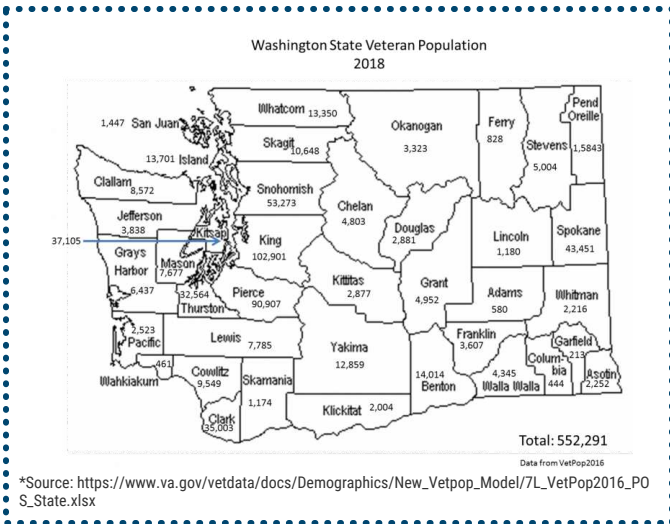 Washington State Veteran Population
2018
Whatcom 13,350
1,447 San Juan
Skagit
10,648
13,701 Island
Okanogan
3,323
Ferry
828
Pend
Oreille
1,5843
Stevens
5,004
Clallam
8,572
Snohomish
53,273
Chelan
4,803
Jefferson
3,838
Kitsap
37,105
King
102,901
Douglas
2,881
Lincoln
1,180
Spokane
43,451
Grays
Harbor
6,437
Mason
7,677
32,564
Thurston
Pierce
90,907
Kittitas
2,877
Grant
4,952
Adams
580
Whitman
2,216
2,523
Pacific
Lewis
7,785
Yakima
12,859
Franklin
3,607
Garfield
213
461
Wahkiakum
Cowlitz
9,549
Skamania
1,174
14,014
Benton
4,345
Walla Walla
Colum-
bia
444
Asotin
2,252
Clark
35,003
Klickitat 2,004
Total: 552,291
Data from VetPop2016
*Source: https://www.va.gov/vetdata/docs/Demographics/New_Vetpop_Model/7L_VetPop2016_PO
S_State.xlsx